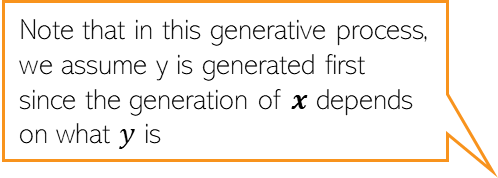 Note that in this generative process,
we assume y is generated first
since the generation of x depends
on what y is